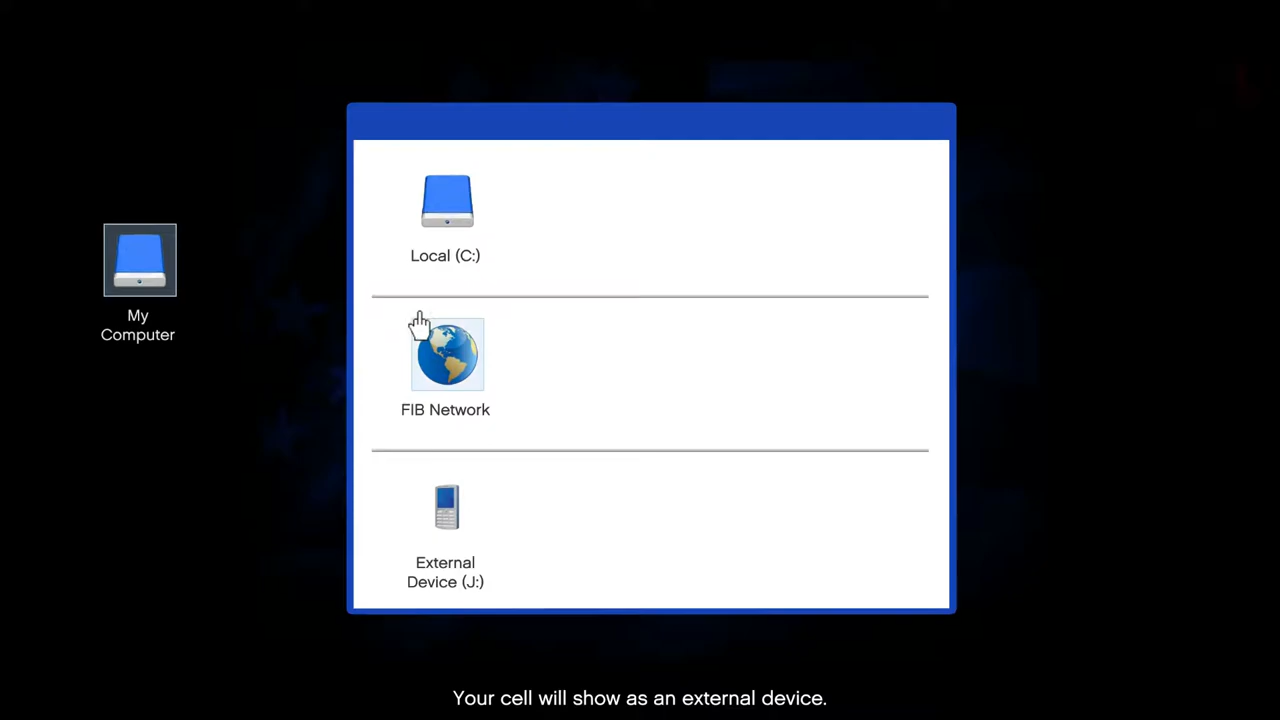 Local (C:)
My
Computer
FIB Network
External
Device (J:)
Your cell will show as an external device.